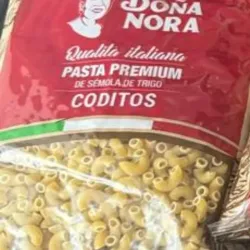 DOÑA
NORA
Qualità italiana
PASTA PREMIUM
DE SÉMOLA DE TRIGO
CODITOS